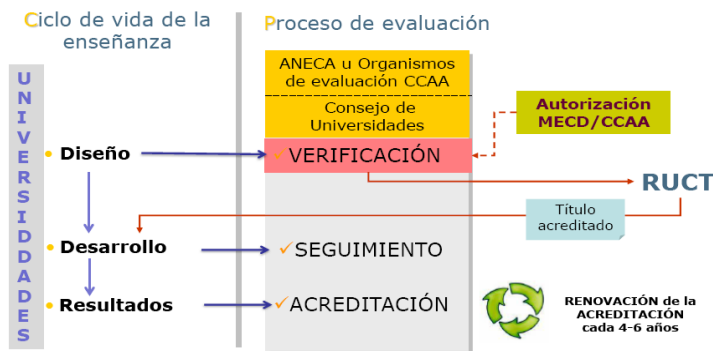 Ciclo de vida de la
enseñanza
Proceso de evaluación
UNIVERSIDDADES
ANECA u Organismos
de evaluación CCAA
Consejo de
Universidades
Autorización
MECD/CCAA
Diseño
VERIFICACIÓN
RUCT
Título
acreditado
Desarrollo
SEGUIMIENTO
Resultados
ACREDITACIÓN
RENOVACIÓN de la
ACREDITACIÓN
cada 4-6 años